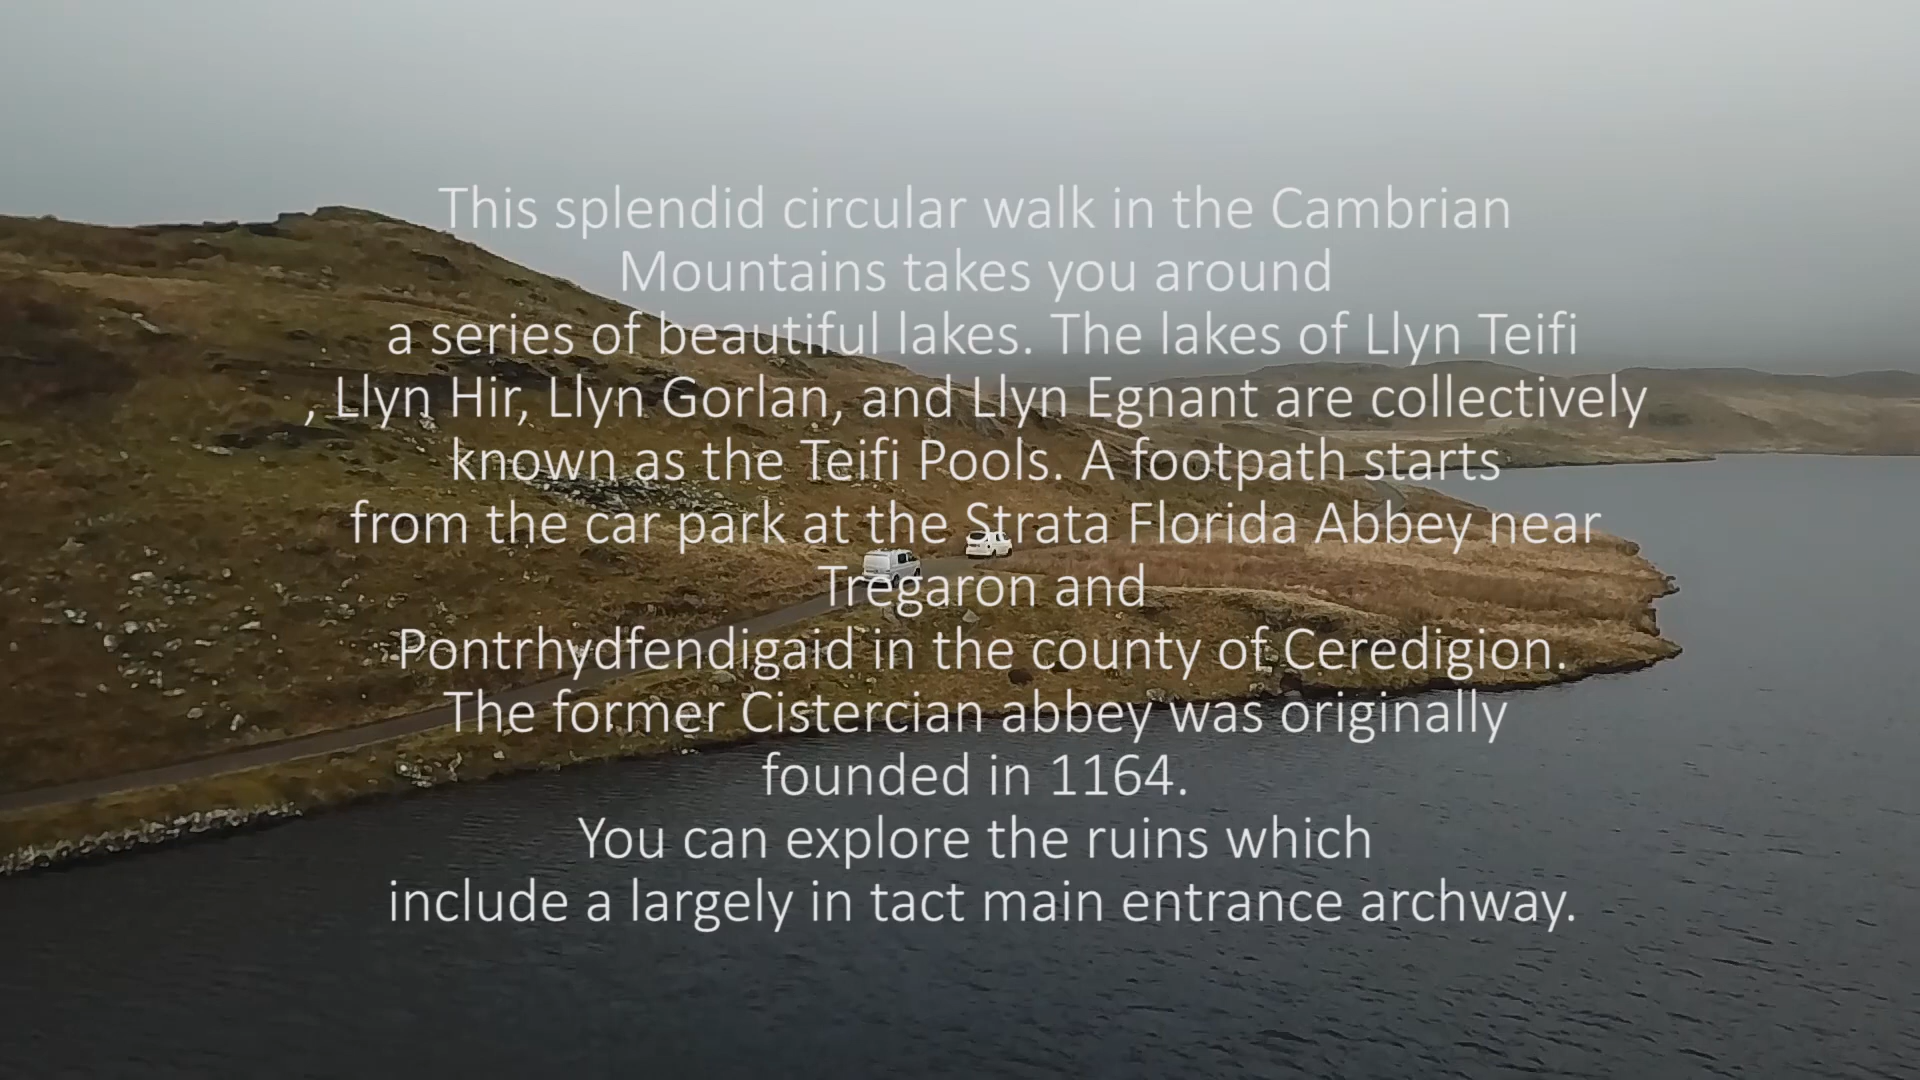 This splendid circular walk in the Cambrian
Mountains takes you around
a series of beautiful lakes. The lakes of Llyn Teifi
, Llyn Hir, Llyn Gorlan, and Llyn Egnant are collectively
known as the Teifi Pools. A footpath starts
from the car park at the Strata Florida Abbey near
Tregaron and
Pontrhydfendigaid in the county of Ceredigion.
The former Cistercian abbey was originally
founded in 1164.
You can explore the ruins which
include a largely in tact main entrance archway.